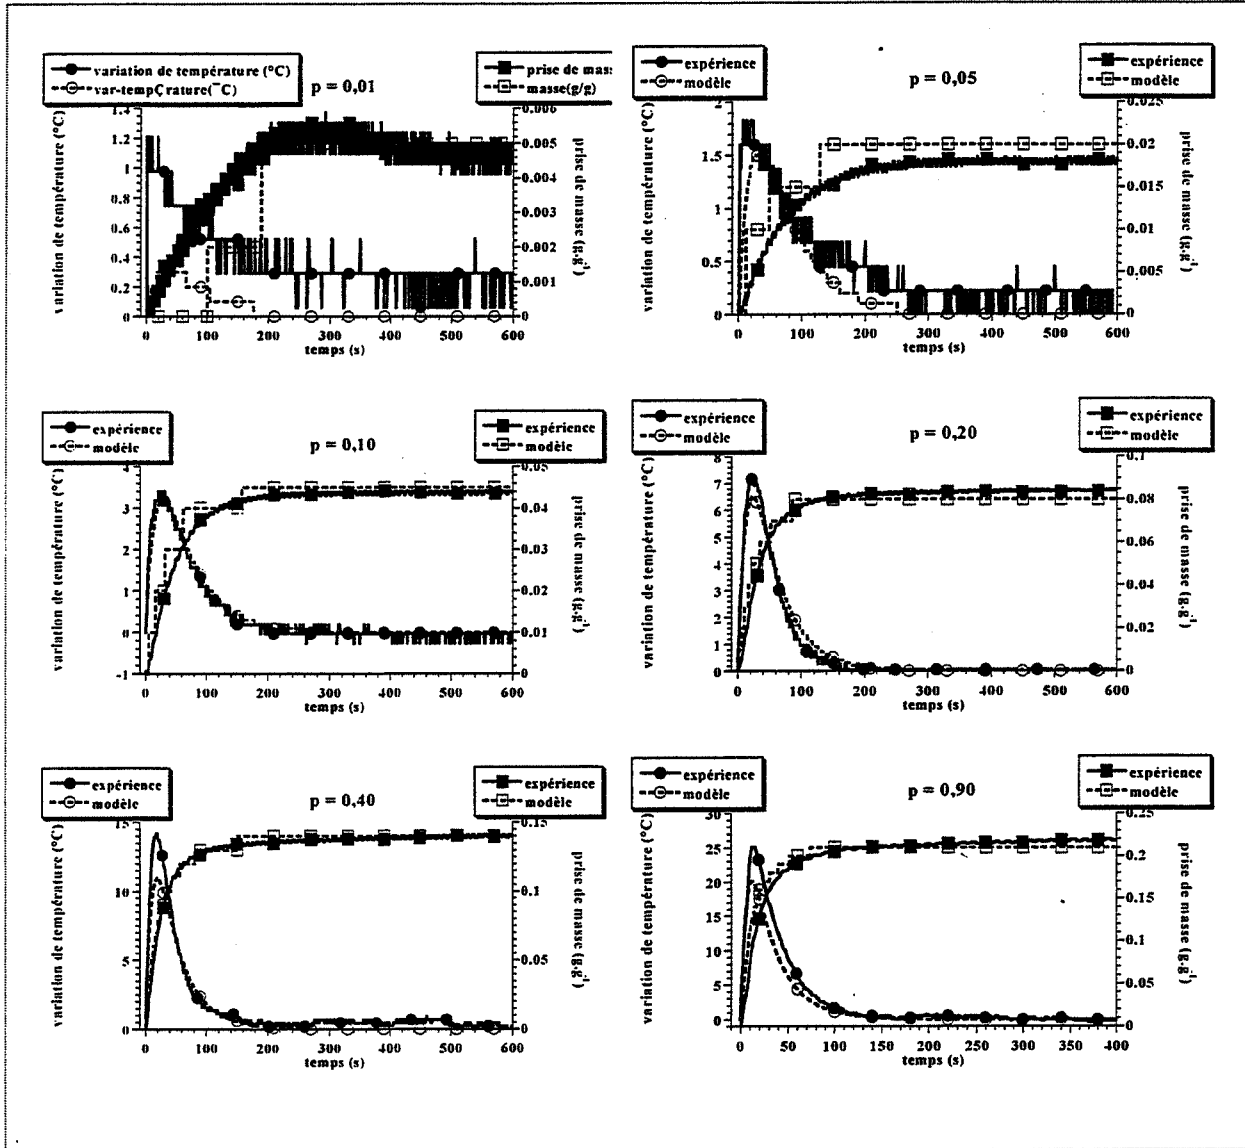 variation de température (°C)
var-tempÇrature(¯C)
p = 0,01
prise de mas
masse(g/g)
variation de température (°C)
1.4
1.2
1
0.8
0.6
0.4
0.2
0
0.006
0.005
0.004
0.003
0.002
0.001
0
prise de masse (g.g-1)
0 100 200 300 400 500 600
temps (s)
expérience
modèle
p = 0,05
expérience
modèle
variation de température (°C)
2
1.5
1
0.5
0
0.025
0.02
0.015
0.01
0.005
0
prise de masse (g.g-1)
0 100 200 300 400 500 600
temps (s)
expérience
modèle
p = 0,10
expérience
modèle
variation de température (°C)
4
3
2
1
0
-1
0.05
0.04
0.03
0.02
0.01
0
prise de masse (g.g-1)
0 100 200 300 400 500 600
temps (s)
expérience
modèle
p = 0,20
expérience
modèle
variation de température (°C)
8
7
6
5
4
3
2
1
0
0.1
0.08
0.06
0.04
0.02
0
prise de masse (g.g-1)
0 100 200 300 400 500 600
temps (s)
expérience
modèle
p = 0,40
expérience
modèle
variation de température (°C)
15
10
5
0
0.15
0.1
0.05
0
prise de masse (g.g-1)
0 100 200 300 400 500 600
temps (s)
expérience
modèle
p = 0,90
expérience
modèle
variation de température (°C)
30
25
20
15
10
5
0
0.25
0.2
0.15
0.1
0.05
0
prise de masse (g.g-1)
0 50 100 150 200 250 300 350 400
temps (s)